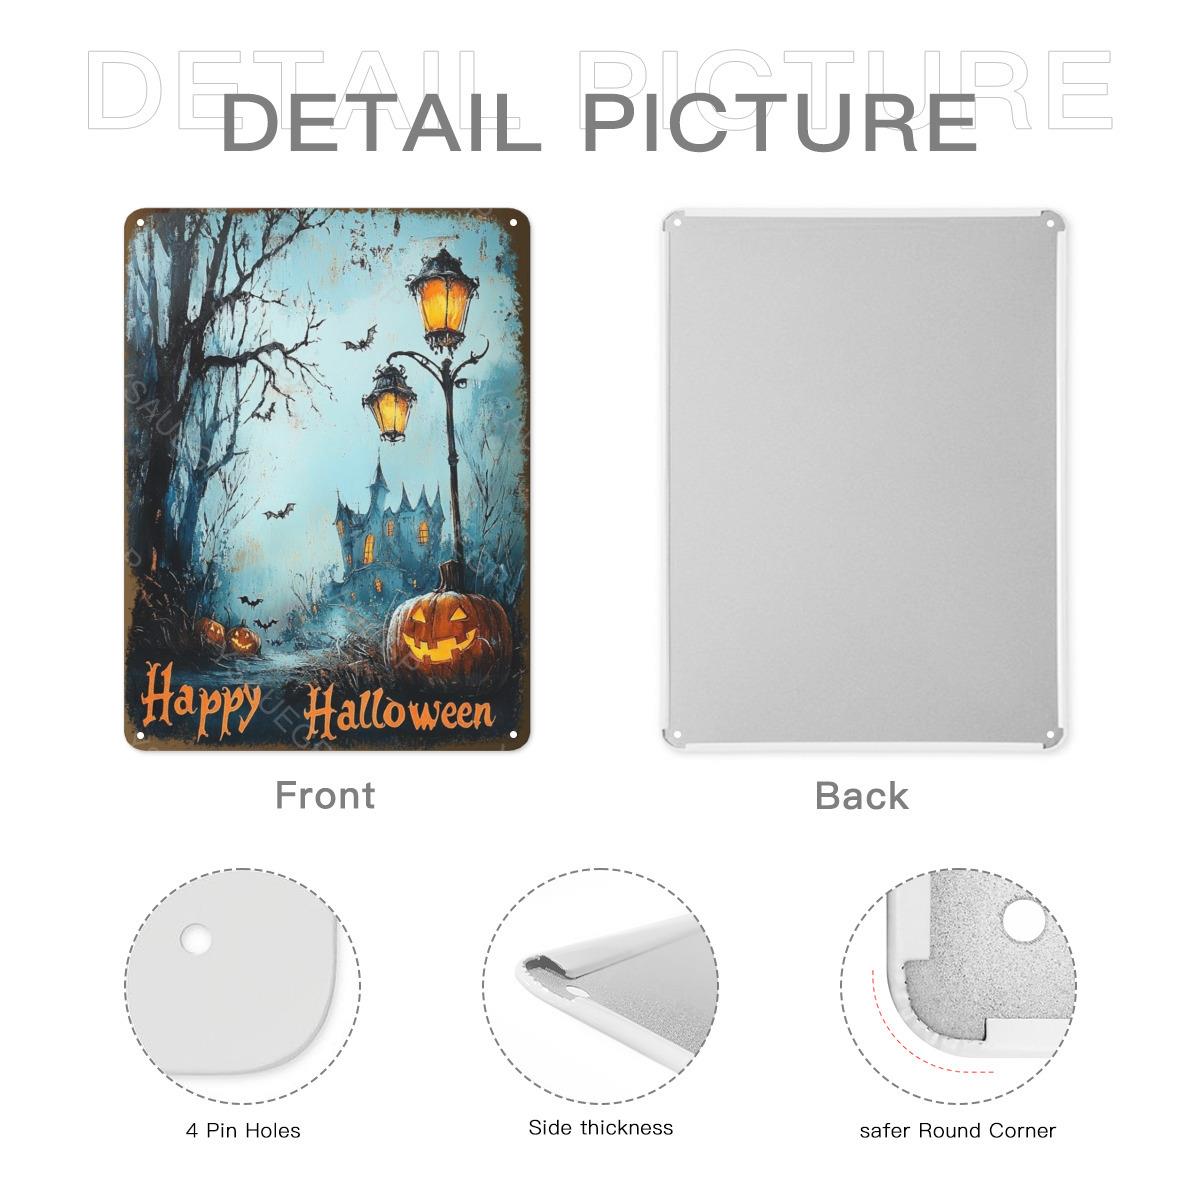 DETAIL PICTURE
DETAIL PICTURE
Happy Halloween
Front
Back
4 Pin Holes
Side thickness
safer Round Corner